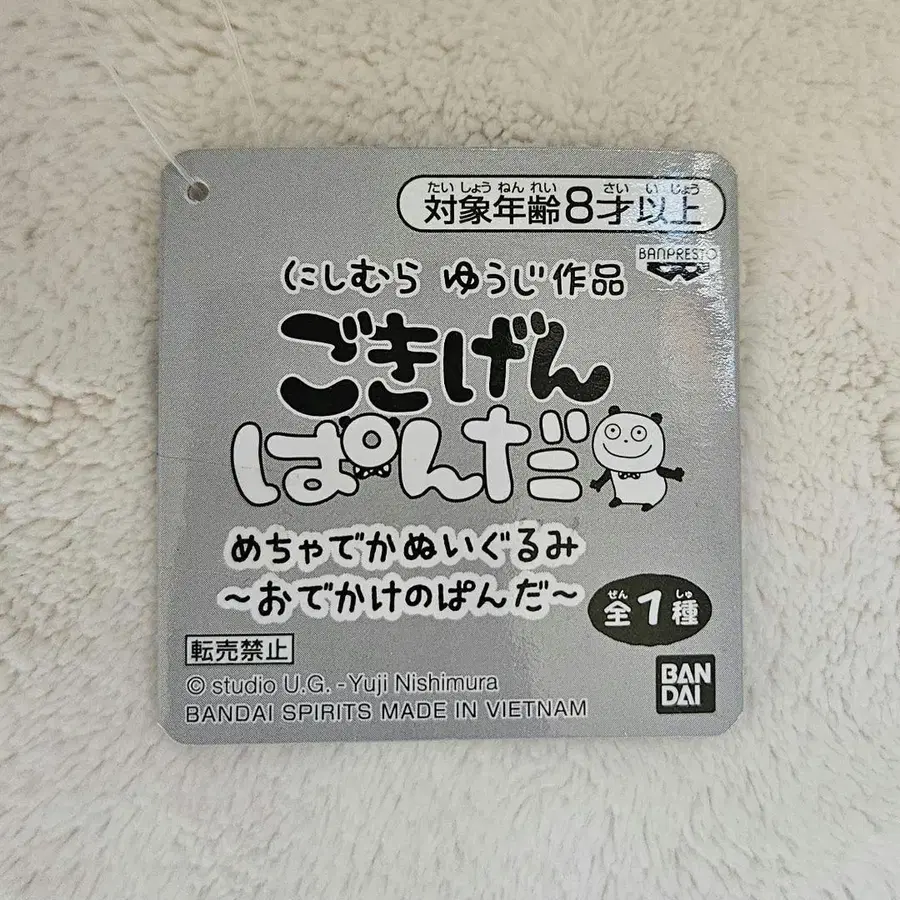 たいしょうねんれい さいいじょう
対象年齢8才以上
BANPRESTO
にしむら ゆうじ作品
ごきげん
ぱんだ
めちゃでかぬいぐるみ
～おでかけのぱんだ～
ぜん しゅ
全1種
転売禁止
© studio U.G. - Yuji Nishimura
BANDAI SPIRITS MADE IN VIETNAM
BAN
DAI